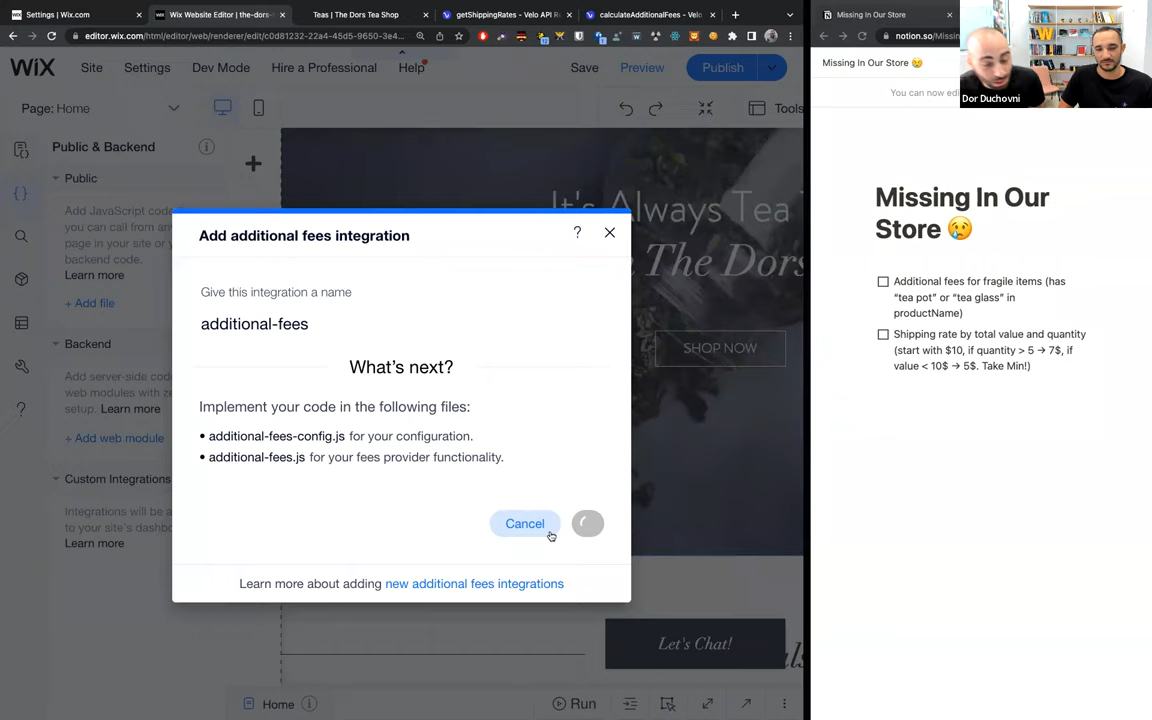 Settings | Wix.com
Wix Website Editor | the-dors-
Teas | The Dors Tea Shop
getShippingRates - Velo API R
calculateAdditionalFees - Velo
Missing In Our Store
editor.wix.com/html/editor/web/renderer/edit/c0d81232-22a4-45d5-9650-3e4...
notion.so/Missin
WiX
Site
Settings
Dev Mode
Hire a Professional
Help
Save
Preview
Publish
Missing In Our Store 😢
Page: Home
Tools
You can now edi
Dor Duchovni
Public & Backend
Public
Add JavaScript code
you can call from any
page in your site or
backend code.
Learn more
+ Add file
Backend
Add server-side code
web modules with ze
setup. Learn more
+ Add web module
Custom Integrations
Integrations will be a
to your site's dashbo
Learn more
It's Always Tea
In The Dors
SHOP NOW
Add additional fees integration
?
Give this integration a name
additional-fees
What's next?
Implement your code in the following files:
• additional-fees-config.js for your configuration.
• additional-fees.js for your fees provider functionality.
Cancel
Learn more about adding new additional fees integrations
Let's Chat!
Home
Run
Missing In Our
Store 😢
Additional fees for fragile items (has
“tea pot” or “tea glass” in
productName)
Shipping rate by total value and quantity
(start with $10, if quantity > 5 → 7$, if
value < 10$ → 5$. Take Min!)